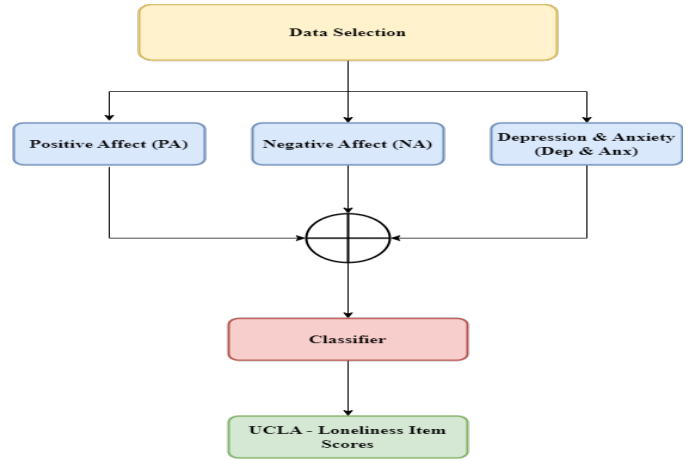 Data Selection
Positive Affect (PA)
Negative Affect (NA)
Depression & Anxiety
(Dep & Anx)
Classifier
UCLA - Loneliness Item
Scores